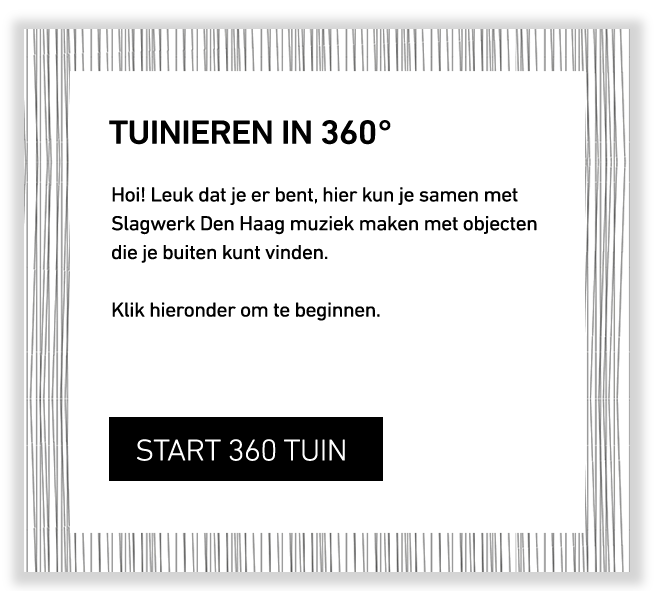 TUINIEREN IN 360°
Hoi! Leuk dat je er bent, hier kun je samen met
Slagwerk Den Haag muziek maken met objecten
die je buiten kunt vinden.
Klik hieronder om te beginnen.
START 360 TUIN